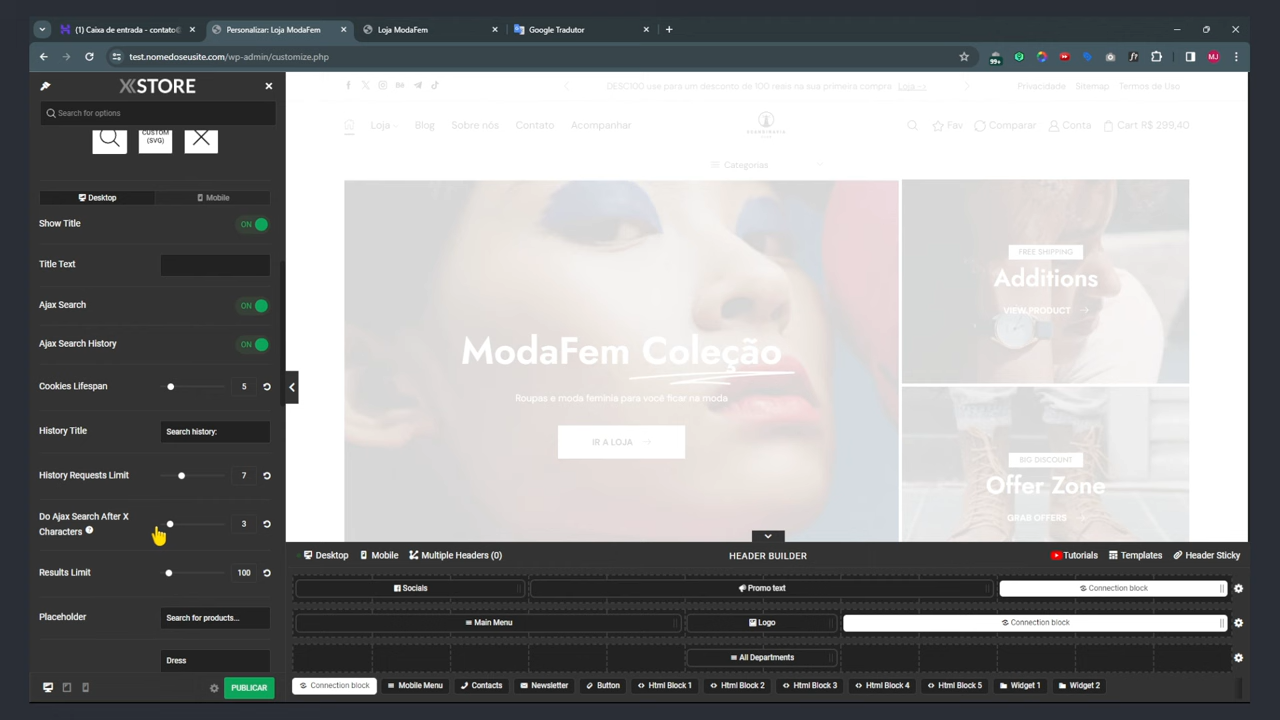 (1) Caixa de entrada - contato@
Personalizar: Loja ModaFem
Loja ModaFem
Google Tradutor
test.nomedoseusite.com/wp-admin/customize.php
99+
f?
MJ
XSTORE
Search for options
CUSTOM
(SVG)
Desktop
Mobile
Show Title
ON
Title Text
Ajax Search
ON
Ajax Search History
ON
Cookies Lifespan
5
History Title
Search history:
History Requests Limit
7
Do Ajax Search After X
Characters
3
Results Limit
100
Placeholder
Search for products...
Dress
PUBLICAR
DESC100 use para um desconto de 100 reais na sua primeira compra
Loja ->
Privacidade
Sitemap
Termos de Uso
Loja
Blog
Sobre nós
Contato
Acompanhar
Fav
Comparar
Conta
Cart R$ 299,40
Categorias
ModaFem Coleção
Roupas e moda feminia para você ficar na moda
IR A LOJA
FREE SHIPPING
Additions
VIEW PRODUCT
BIG DISCOUNT
Offer Zone
GRAB OFFERS
Desktop
Mobile
Multiple Headers (0)
HEADER BUILDER
Tutorials
Templates
Header Sticky
Socials
Promo text
Connection block
Main Menu
Logo
Connection block
All Departments
Connection block
Mobile Menu
Contacts
Newsletter
Button
Html Block 1
Html Block 2
Html Block 3
Html Block 4
Html Block 5
Widget 1
Widget 2